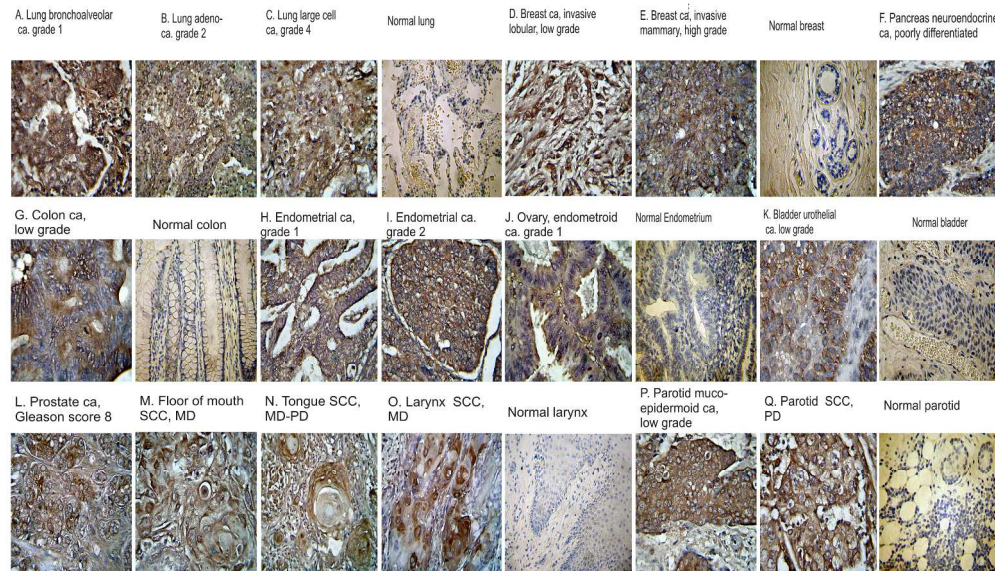 A. Lung bronchoalveolar
ca. grade 1
B. Lung adeno-
ca. grade 2
C. Lung large cell
ca, grade 4
Normal lung
D. Breast ca, invasive
lobular, low grade
E. Breast ca, invasive
mammary, high grade
Normal breast
F. Pancreas neuroendocrine
ca, poorly differentiated
G. Colon ca,
low grade
Normal colon
H. Endometrial ca,
grade 1
I. Endometrial ca.
grade 2
J. Ovary, endometroid
ca. grade 1
Normal Endometrium
K. Bladder urothelial
ca. low grade
Normal bladder
L. Prostate ca,
Gleason score 8
M. Floor of mouth
SCC, MD
N. Tongue SCC,
MD-PD
O. Larynx SCC,
MD
Normal larynx
P. Parotid muco-
epidermoid ca,
low grade
Q. Parotid SCC,
PD
Normal parotid